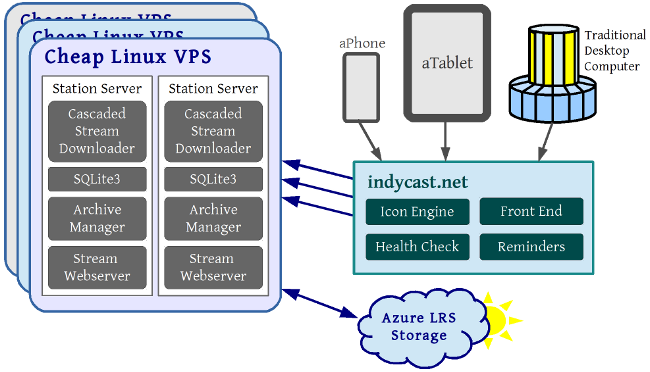 Cheap Linux VPS
Cheap Linux VPS
Cheap Linux VPS
Station Server
Cascaded
Stream
Downloader
SQLite3
Archive
Manager
Stream
Webserver
Station Server
Cascaded
Stream
Downloader
SQLite3
Archive
Manager
Stream
Webserver
aPhone
aTablet
Traditional
Desktop
Computer
indycast.net
Icon Engine
Front End
Health Check
Reminders
Azure LRS
Storage